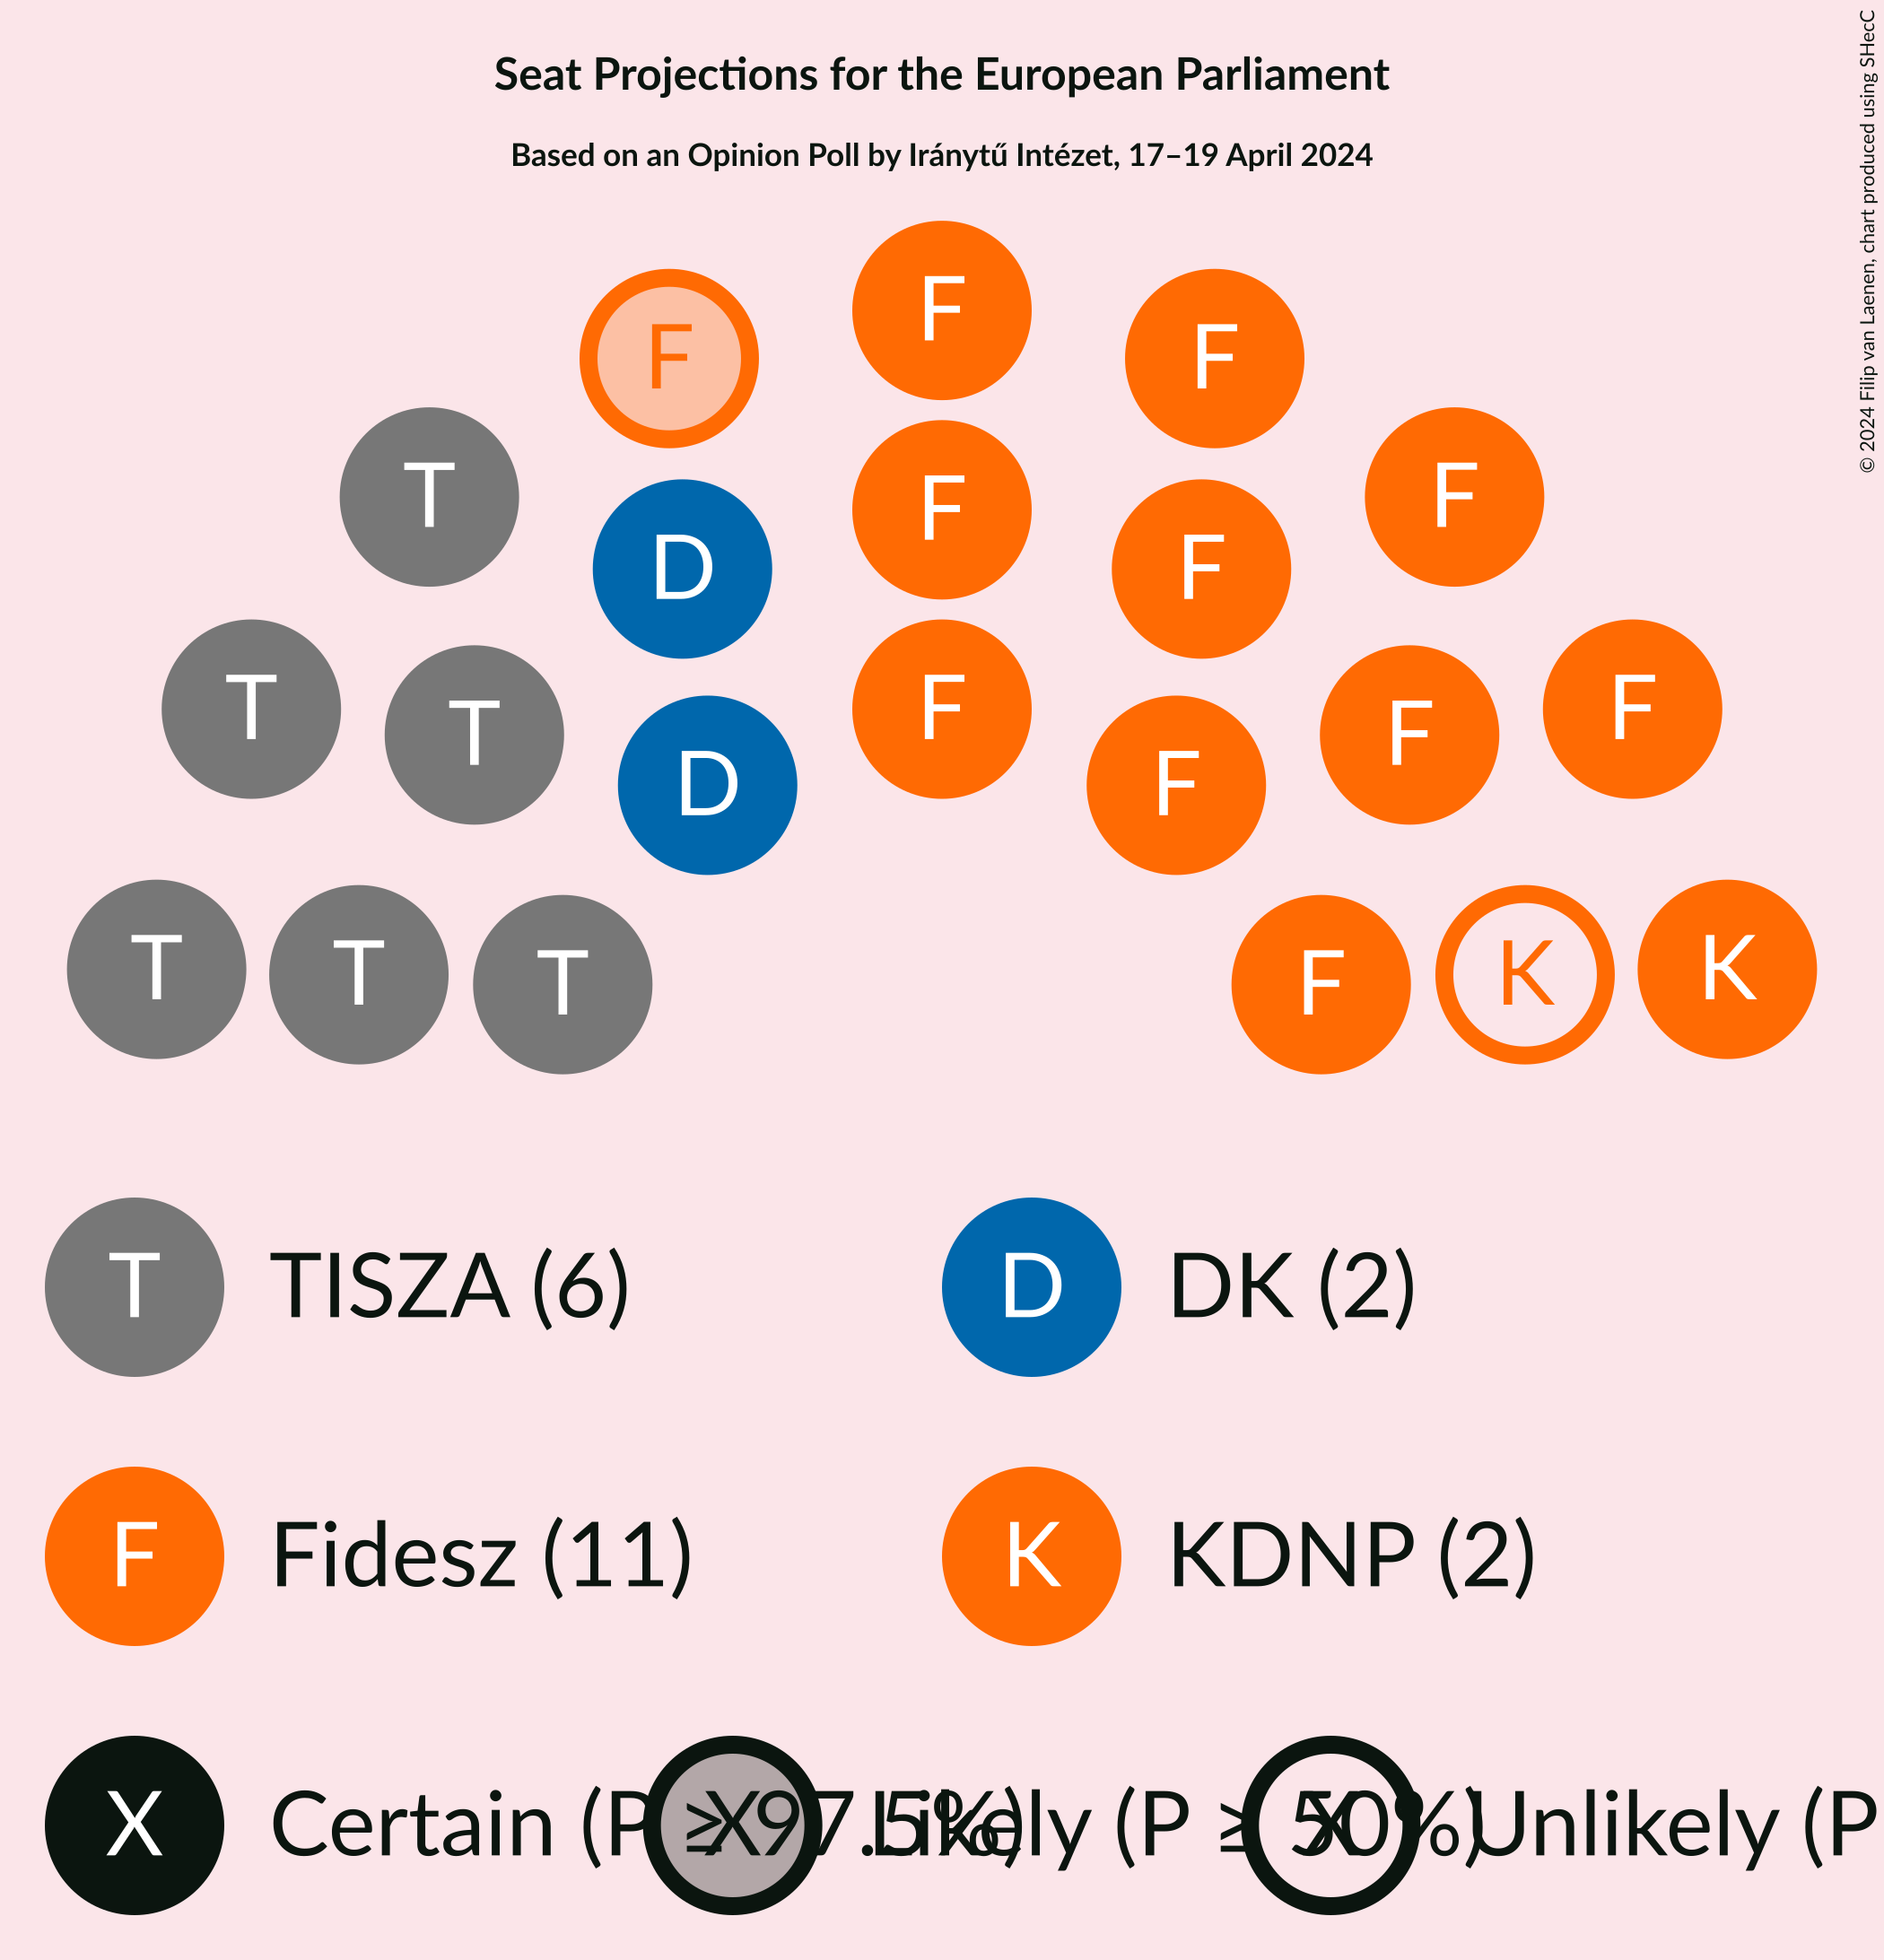 Seat Projections for the European Parliament
Based on an Opinion Poll by Iránytű Intézet, 17–19 April 2024
© 2024 Filip van Laenen, chart produced using SHecC
F
F
F
T
F
D
F
F
T
F
T
F
D
F
F
T
T
T
F
K
K
T TISZA (6)
D DK (2)
F Fidesz (11)
K KDNP (2)
X Certain (P ≥ 97.5%)
X Likely (P ≥ 50%)
X Unlikely (P